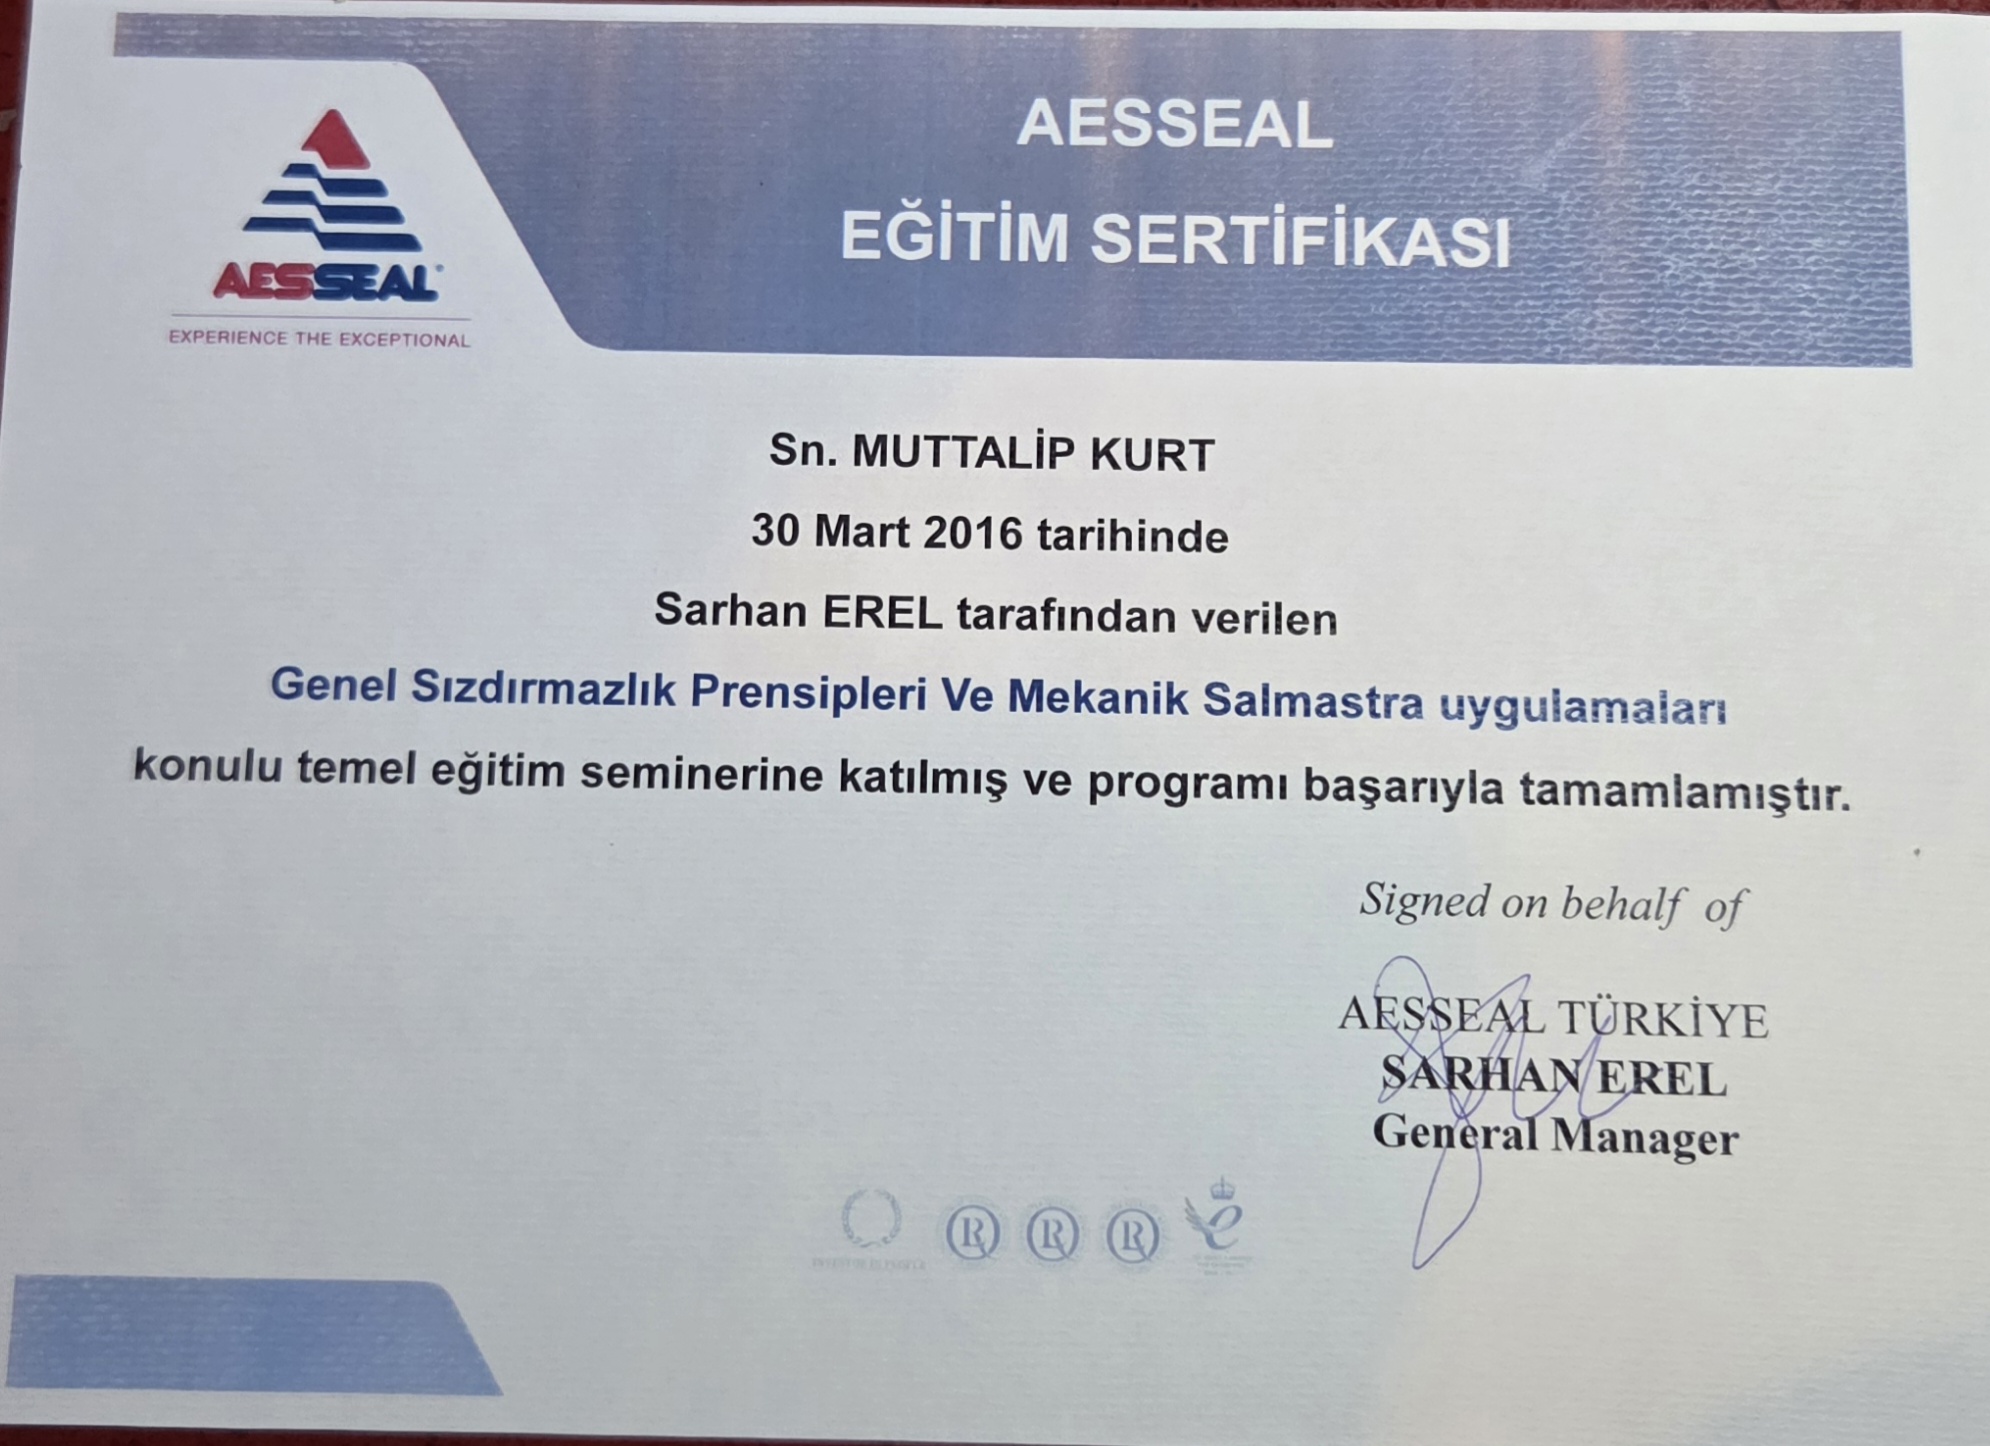 AESSEAL
EĞİTİM SERTİFİKASI
AESSEAL
EXPERIENCE THE EXCEPTIONAL
Sn. MUTTALİP KURT
30 Mart 2016 tarihinde
Sarhan EREL tarafından verilen
Genel Sızdırmazlık Prensipleri Ve Mekanik Salmastra uygulamaları
konulu temel eğitim seminerine katılmış ve programı başarıyla tamamlamıştır.
Signed on behalf of
AESSEAL TÜRKİYE
SARHAN EREL
General Manager
R R R e